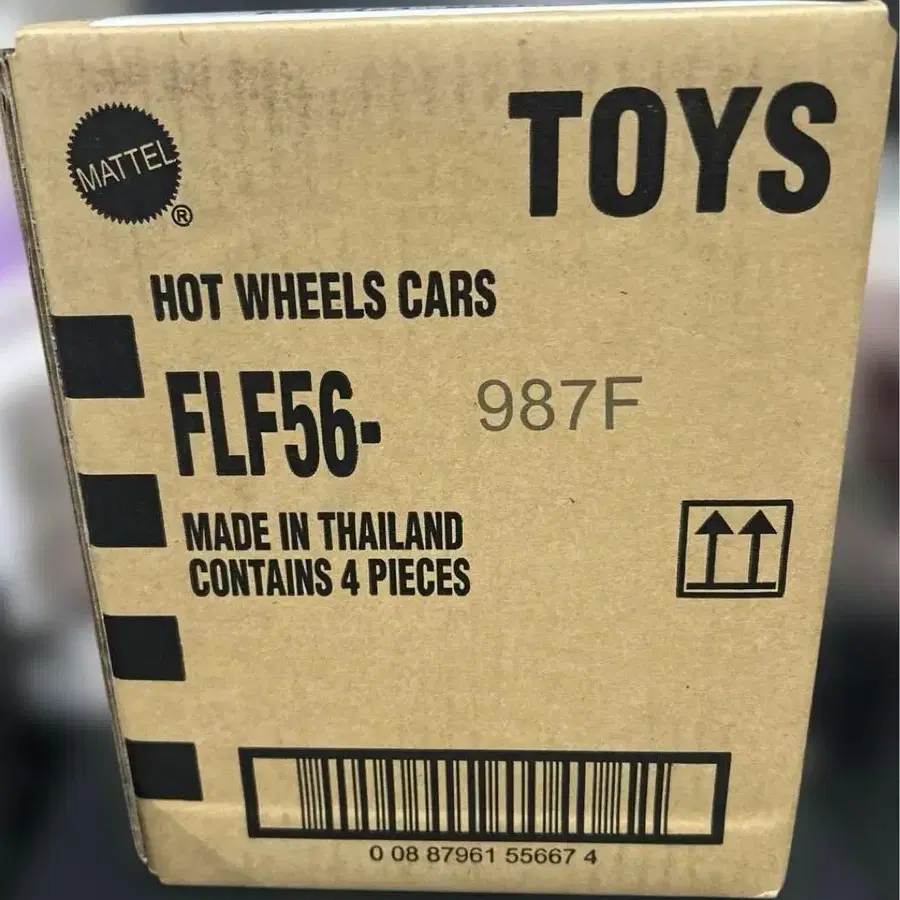 TOYS
MATTEL
®
HOT WHEELS CARS
FLF56- 987F
MADE IN THAILAND
CONTAINS 4 PIECES
0 08 87961 55667 4